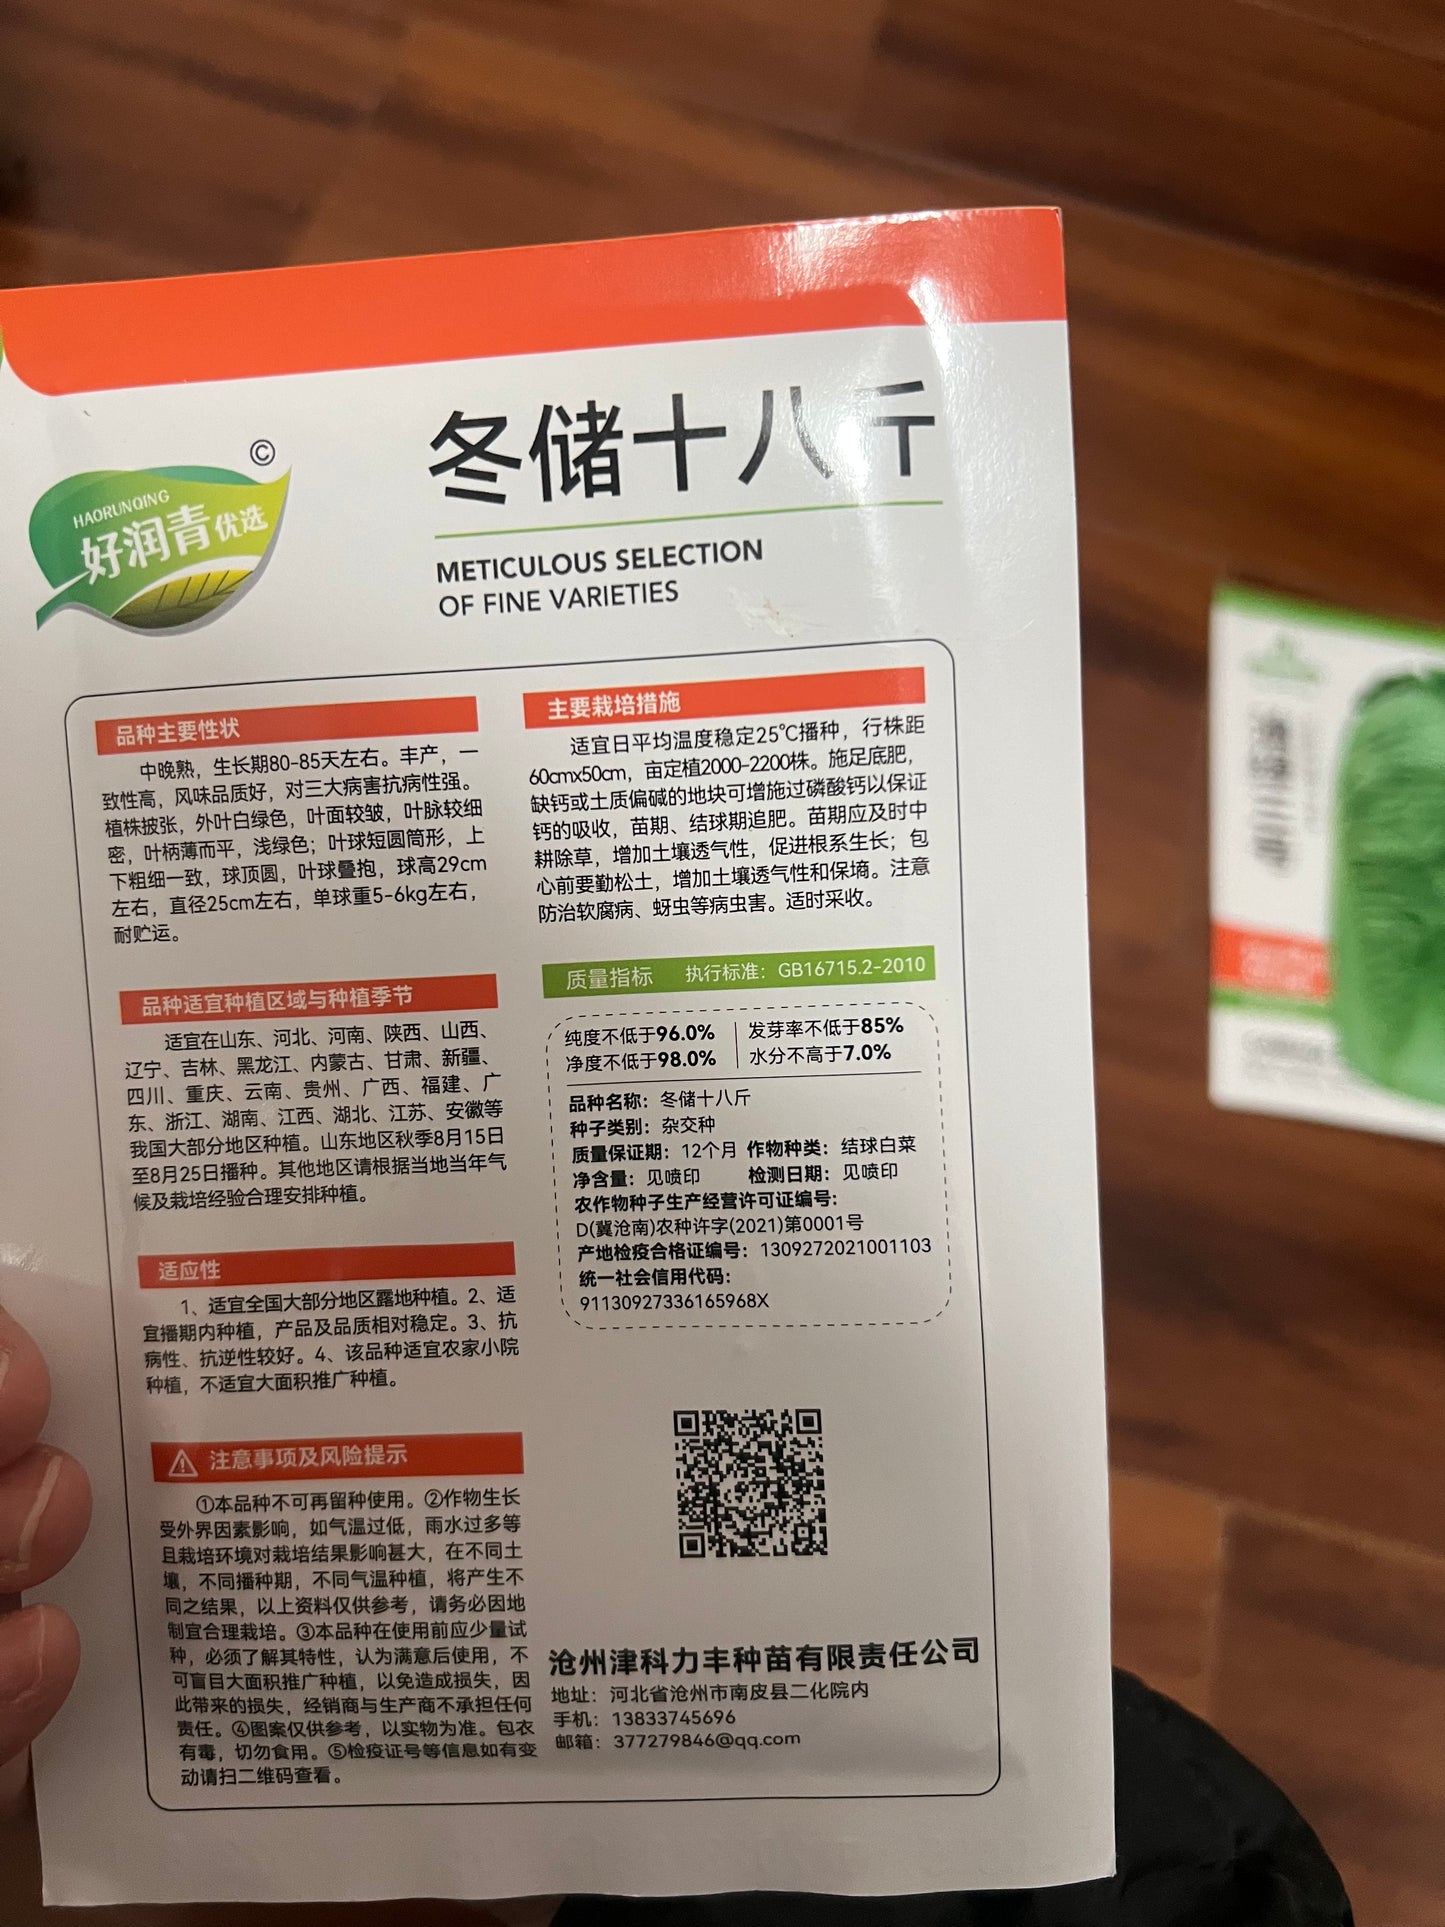 冬储十八斤
©
HAORUNQING
好润青优选
METICULOUS SELECTION
OF FINE VARIETIES
品种主要性状
中晚熟，生长期80-85天左右。丰产，一
致性高，风味品质好，对三大病害抗病性强。
植株披张，外叶白绿色，叶面较皱，叶脉较细
密，叶柄薄而平，浅绿色；叶球短圆筒形，上
下粗细一致，球顶圆，叶球叠抱，球高29cm
左右，直径25cm左右，单球重5-6kg左右，
耐贮运。
品种适宜种植区域与种植季节
适宜在山东、河北、河南、陕西、山西、
辽宁、吉林、黑龙江、内蒙古、甘肃、新疆、
四川、重庆、云南、贵州、广西、福建、广
东、浙江、湖南、江西、湖北、江苏、安徽等
我国大部分地区种植。山东地区秋季8月15日
至8月25日播种。其他地区请根据当地当年气
候及栽培经验合理安排种植。
适应性
1、适宜全国大部分地区露地种植。2、适
宜播期内种植，产品及品质相对稳定。3、抗
病性、抗逆性较好。4、该品种适宜农家小院
种植，不适宜大面积推广种植。
注意事项及风险提示
①本品种不可再留种使用。②作物生长
受外界因素影响，如气温过低，雨水过多等
且栽培环境对栽培结果影响甚大，在不同土
壤，不同播种期，不同气温种植，将产生不
同之结果，以上资料仅供参考，请务必因地
制宜合理栽培。③本品种在使用前应少量试
种，必须了解其特性，认为满意后使用，不
可盲目大面积推广种植，以免造成损失，因
此带来的损失，经销商与生产商不承担任何
责任。④图案仅供参考，以实物为准。包衣
有毒，切勿食用。⑤检疫证号等信息如有变
动请扫二维码查看。
主要栽培措施
适宜日平均温度稳定25℃播种，行株距
60cmx50cm，亩定植2000-2200株。施足底肥，
缺钙或土质偏碱的地块可增施过磷酸钙以保证
钙的吸收，苗期、结球期追肥。苗期应及时中
耕除草，增加土壤透气性，促进根系生长；包
心前要勤松土，增加土壤透气性和保墒。注意
防治软腐病、蚜虫等病虫害。适时采收。
质量指标 执行标准：GB16715.2-2010
纯度不低于96.0% 发芽率不低于85%
净度不低于98.0% 水分不高于7.0%
品种名称：冬储十八斤
种子类别：杂交种
质量保证期：12个月 作物种类：结球白菜
净含量：见喷印 检测日期：见喷印
农作物种子生产经营许可证编号：
D(冀沧南)农种许字(2021)第0001号
产地检疫合格证编号：1309272021001103
统一社会信用代码：
91130927336165968X
沧州津科力丰种苗有限责任公司
地址：河北省沧州市南皮县二化院内
手机：13833745696
邮箱：377279846@qq.com